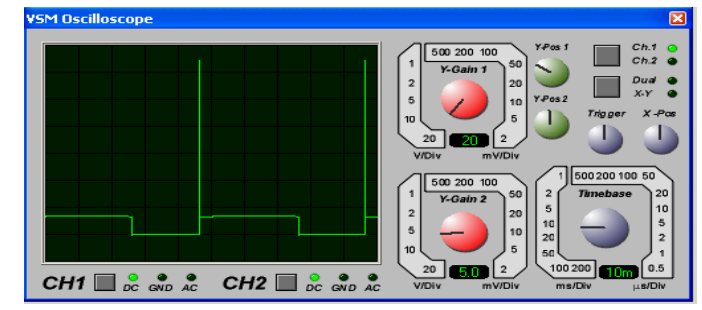 VSM Oscilloscope
500 200 100
1 50
2 20
5 10
10 5
20 2
Y-Gain 1
20
V/Div mV/Div
Y-Pos 1
Y-Pos 2
Ch.1
Ch.2
Dual
X-Y
Trigger X-Pos
500 200 100
1 50
2 20
5 10
10 5
20 2
Y-Gain 2
5.0
V/Div mV/Div
1 500 200 100 50
2 20
5 10
10 5
20 2
50 1
100 200 0.5
Timebase
10m
ms/Div µs/Div
CH1 DC GND AC CH2 DC GND AC